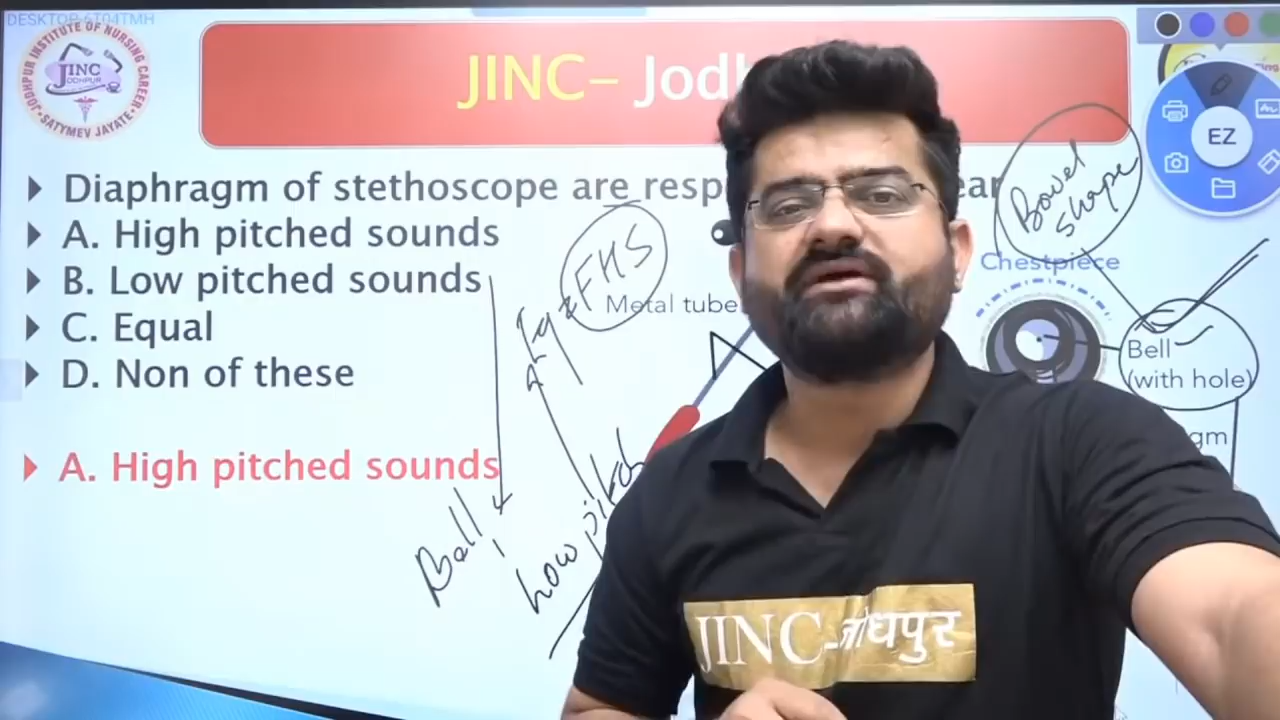 DESKTOP-6T04TMH
JODHPUR INSTITUTE OF NURSING CAREER
JINC
JODHPUR
SATYMEV JAYATE
JINC- Jodh
EZ
Diaphragm of stethoscope are resp ear
A. High pitched sounds
B. Low pitched sounds
C. Equal
D. Non of these
A. High pitched sounds
FHS
Metal tube
Bowel
shape
Chestpiece
Bell
(with hole)
gm
Bell
Low
JINC-जोधपुर